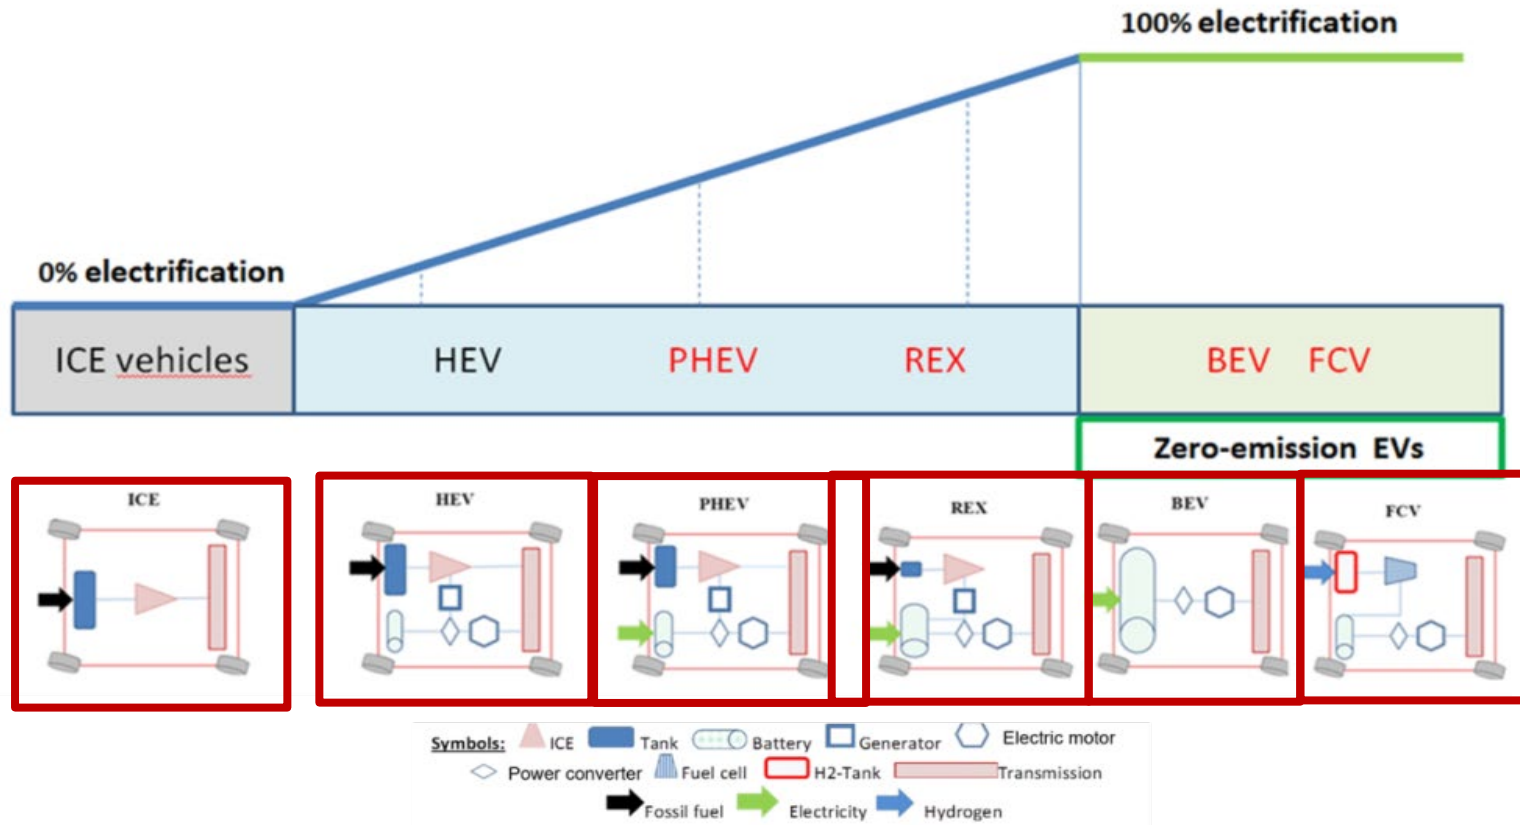 100% electrification
0% electrification
ICE vehicles HEV PHEV REX BEV FCV
Zero-emission EVs
ICE HEV PHEV REX BEV FCV
Symbols: ICE Tank Battery Generator Electric motor
Power converter Fuel cell H2-Tank Transmission
Fossil fuel Electricity Hydrogen